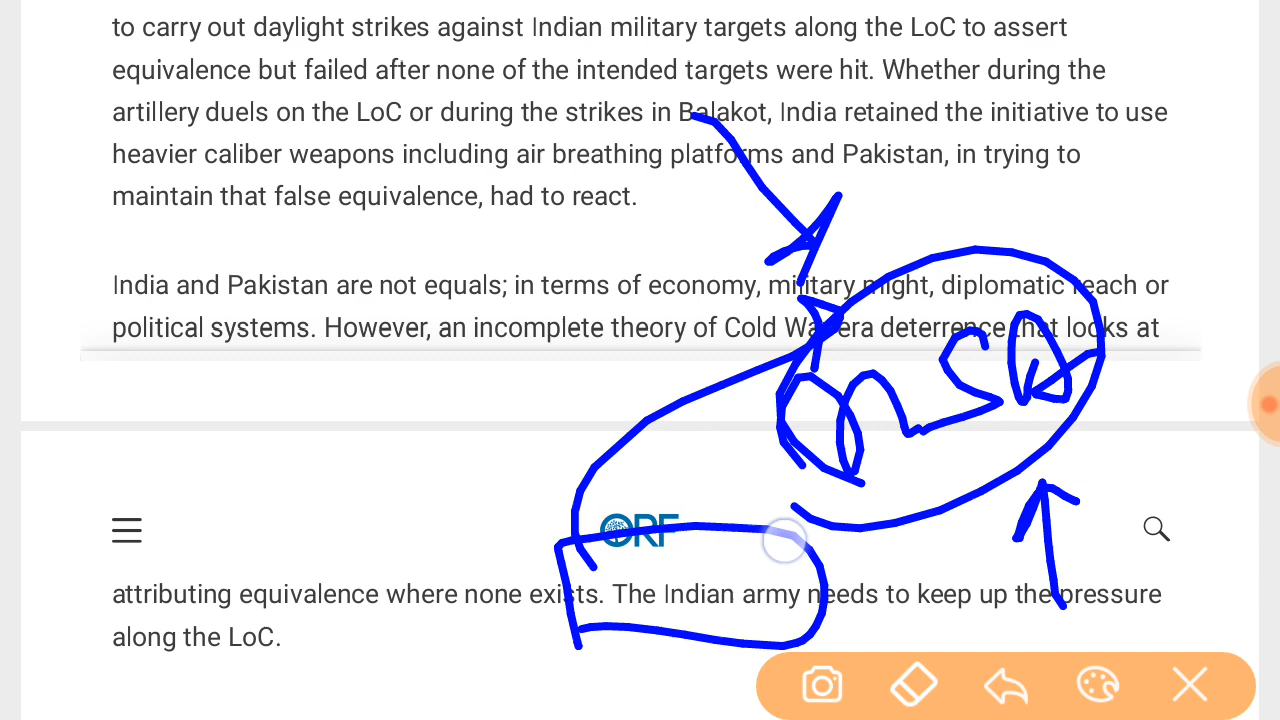 to carry out daylight strikes against Indian military targets along the LoC to assert
equivalence but failed after none of the intended targets were hit. Whether during the
artillery duels on the LoC or during the strikes in Balakot, India retained the initiative to use
heavier caliber weapons including air breathing platforms and Pakistan, in trying to
maintain that false equivalence, had to react.
India and Pakistan are not equals; in terms of economy, military might, diplomatic reach or
political systems. However, an incomplete theory of Cold War era deterrence that looks at
ORF
attributing equivalence where none exists. The Indian army needs to keep up the pressure
along the LoC.